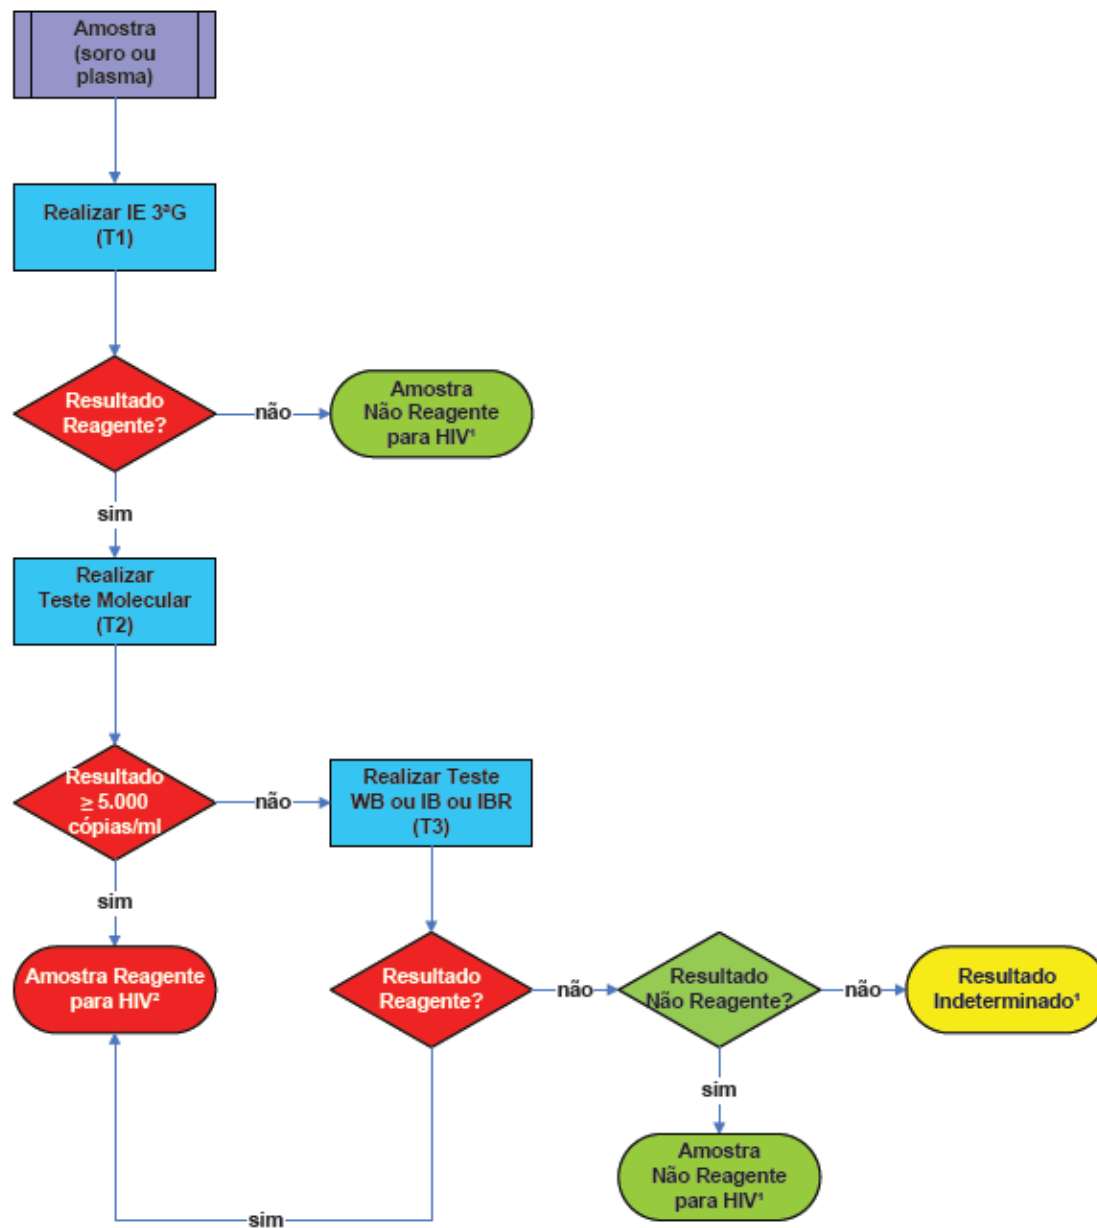 Amostra
(soro ou
plasma)
Realizar IE 3ªG
(T1)
Resultado
Reagente?
não
Amostra
Não Reagente
para HIV¹
sim
Realizar
Teste Molecular
(T2)
Resultado
≥ 5.000
cópias/ml
não
Realizar Teste
WB ou IB ou IBR
(T3)
sim
Amostra Reagente
para HIV²
Resultado
Reagente?
não
Resultado
Não Reagente?
não
Resultado
Indeterminado¹
sim
Amostra
Não Reagente
para HIV¹
sim